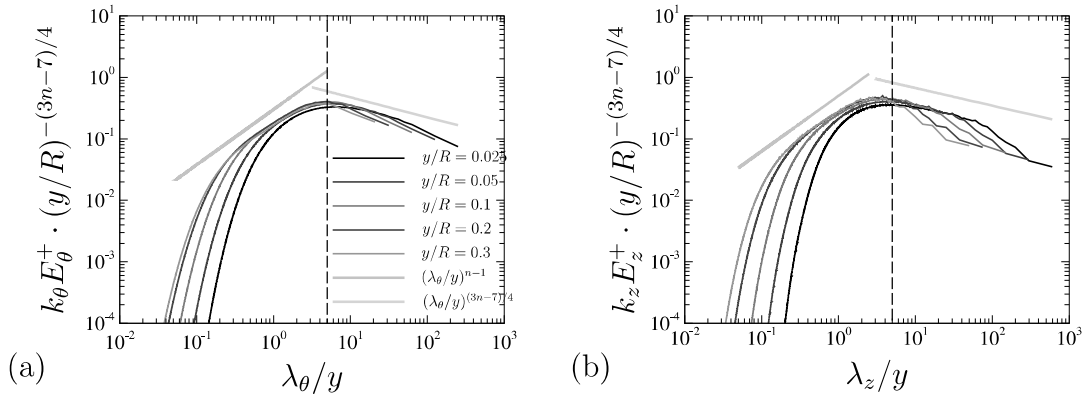 10^1
10^0
10^-1
10^-2
10^-3
10^-4
k_θ E_θ^+ · (y/R)^-(3n-7)/4
y/R = 0.025
y/R = 0.05
y/R = 0.1
y/R = 0.2
y/R = 0.3
(λ_θ/y)^n-1
(λ_θ/y)^(3n-7)/4
10^-2 10^-1 10^0 10^1 10^2 10^3
(a)
λ_θ/y
10^1
10^0
10^-1
10^-2
10^-3
10^-4
k_z E_z^+ · (y/R)^-(3n-7)/4
10^-2 10^-1 10^0 10^1 10^2 10^3
(b)
λ_z/y